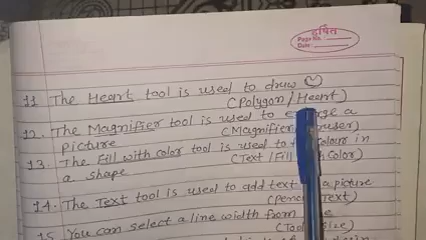 दृषित
Page No.
Date
11 The Heart tool is used to draw
(Polygon/Heart)
12. The Magnifier tool is used to a
picture (Magnifier/
13. The Fill with color tool is used to colour in
a shape (Text/Fill with Color)
14. The Text tool is used to add text a picture
(Pencil Text)
15. You can select a line width from